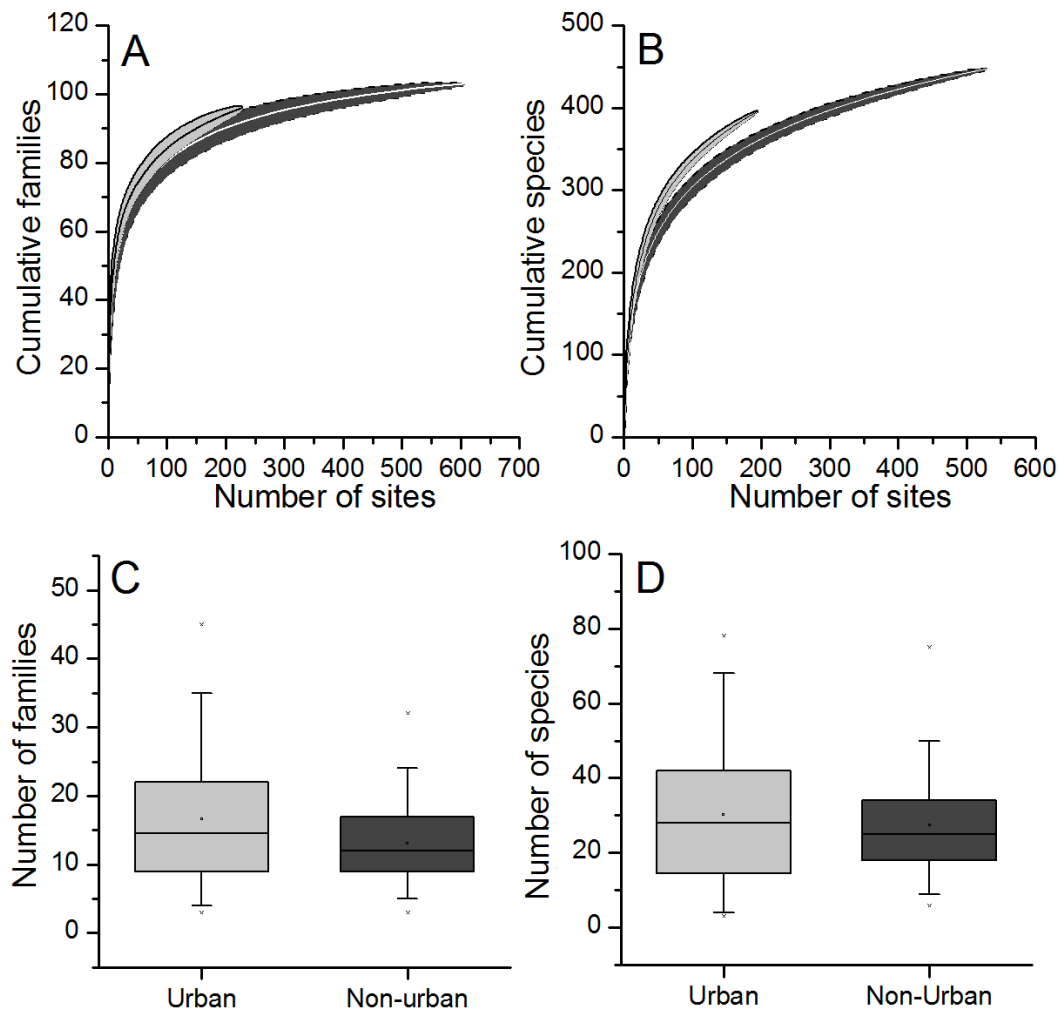 A
Cumulative families
120
100
80
60
40
20
0
0 100 200 300 400 500 600 700
Number of sites
B
Cumulative species
500
400
300
200
100
0
0 100 200 300 400 500 600
Number of sites
C
Number of families
50
40
30
20
10
0
Urban Non-urban
D
Number of species
100
80
60
40
20
0
Urban Non-Urban